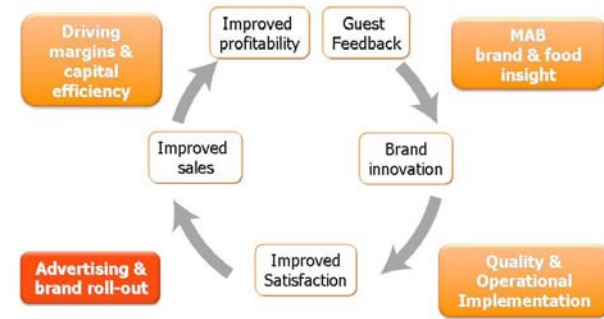 Driving
margins &
capital
efficiency
Improved
profitability
Guest
Feedback
MAB
brand & food
insight
Improved
sales
Brand
innovation
Advertising &
brand roll-out
Improved
Satisfaction
Quality &
Operational
Implementation